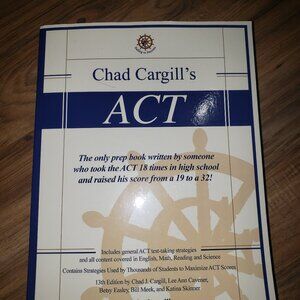 Chad Cargill's
ACT
The only prep book written by someone
who took the ACT 18 times in high school
and raised his score from a 19 to a 32!
Includes general ACT test-taking strategies
and all content covered in English, Math, Reading and Science
Contains Strategies Used by Thousands of Students to Maximize ACT Scores
13th Edition by Chad J. Cargill, Lee Ann Cavener,
Betsy Easley, Bill Meek, and Katina Skinner